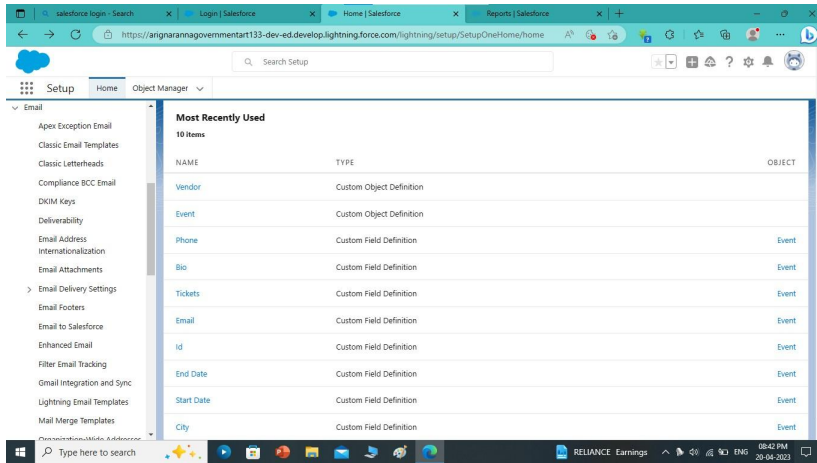 salesforce login - Search
Login | Salesforce
Home | Salesforce
Reports | Salesforce
https://arignarannagovernmentart133-dev-ed.develop.lightning.force.com/lightning/setup/SetupOneHome/home
Search Setup
Setup Home Object Manager
Email
Apex Exception Email
Classic Email Templates
Classic Letterheads
Compliance BCC Email
DKIM Keys
Deliverability
Email Address
Internationalization
Email Attachments
Email Delivery Settings
Email Footers
Email to Salesforce
Enhanced Email
Filter Email Tracking
Gmail Integration and Sync
Lightning Email Templates
Mail Merge Templates
Organization-Wide Addresses
Most Recently Used
10 items
NAME TYPE OBJECT
Vendor Custom Object Definition
Event Custom Object Definition
Phone Custom Field Definition Event
Bio Custom Field Definition Event
Tickets Custom Field Definition Event
Email Custom Field Definition Event
Id Custom Field Definition Event
End Date Custom Field Definition Event
Start Date Custom Field Definition Event
City Custom Field Definition Event
Type here to search
RELIANCE Earnings
ENG
08:42 PM
20-04-2023